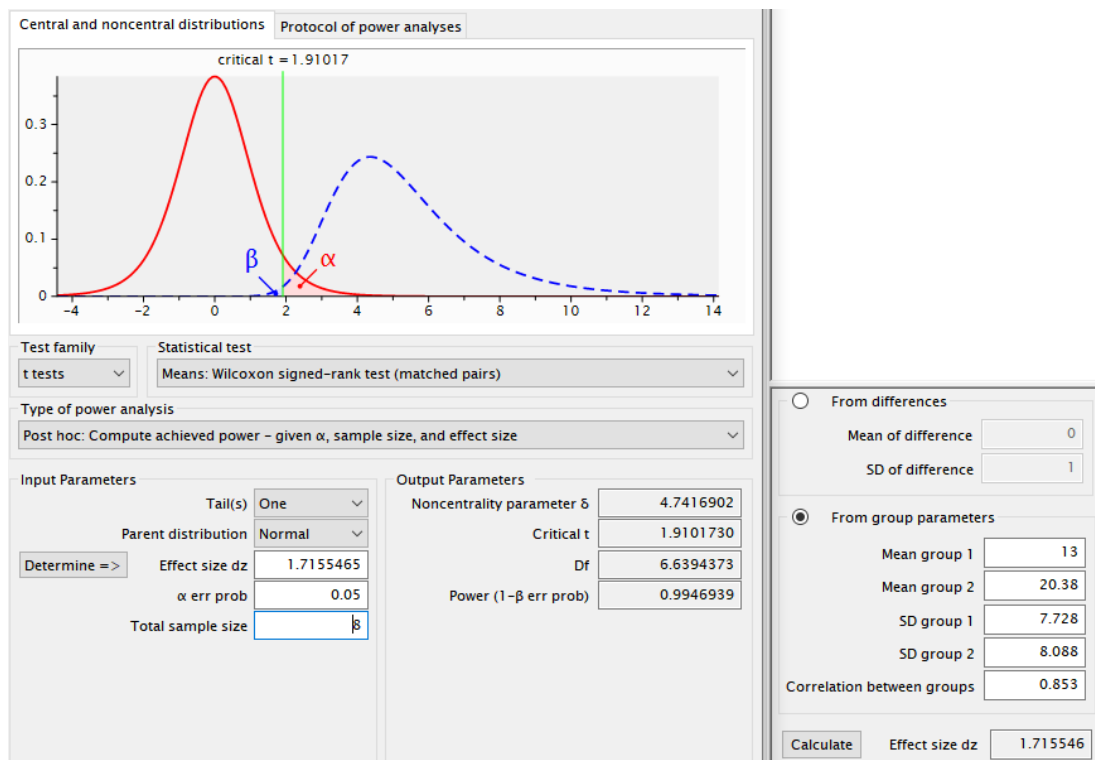 Central and noncentral distributions Protocol of power analyses
critical t = 1.91017
0.3
0.2
0.1
0
β α
-4 -2 0 2 4 6 8 10 12 14
Test family Statistical test
t tests Means: Wilcoxon signed-rank test (matched pairs)
Type of power analysis
Post hoc: Compute achieved power - given α, sample size, and effect size
Input Parameters
Tail(s) One
Parent distribution Normal
Determine => Effect size dz 1.7155465
α err prob 0.05
Total sample size 8
Output Parameters
Noncentrality parameter δ 4.7416902
Critical t 1.9101730
Df 6.6394373
Power (1-β err prob) 0.9946939
From differences
Mean of difference 0
SD of difference 1
From group parameters
Mean group 1 13
Mean group 2 20.38
SD group 1 7.728
SD group 2 8.088
Correlation between groups 0.853
Calculate Effect size dz 1.715546